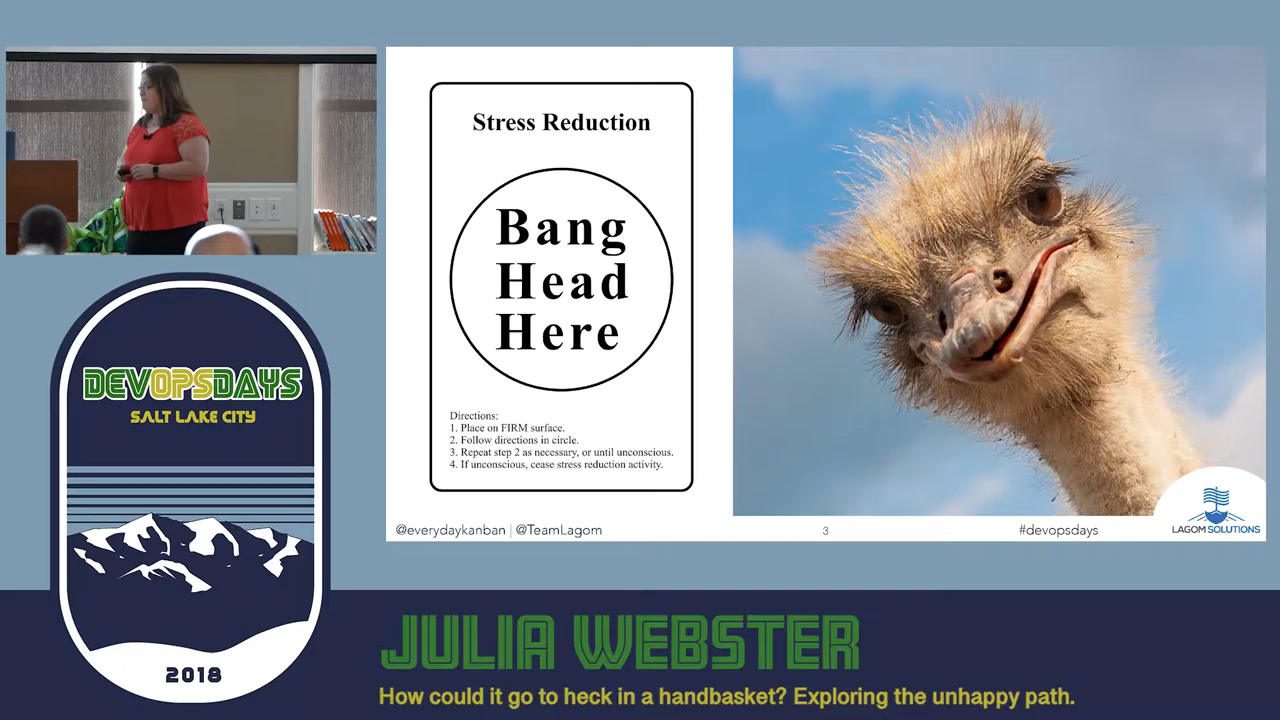 Stress Reduction
Bang
Head
Here
Directions:
1. Place on FIRM surface.
2. Follow directions in circle.
3. Repeat step 2 as necessary, or until unconscious.
4. If unconscious, cease stress reduction activity.
@everydaykanban | @TeamLagom
3
#devopsdays
LAGOM SOLUTIONS
DEVOPSDAYS
SALT LAKE CITY
2018
JULIA WEBSTER
How could it go to heck in a handbasket? Exploring the unhappy path.